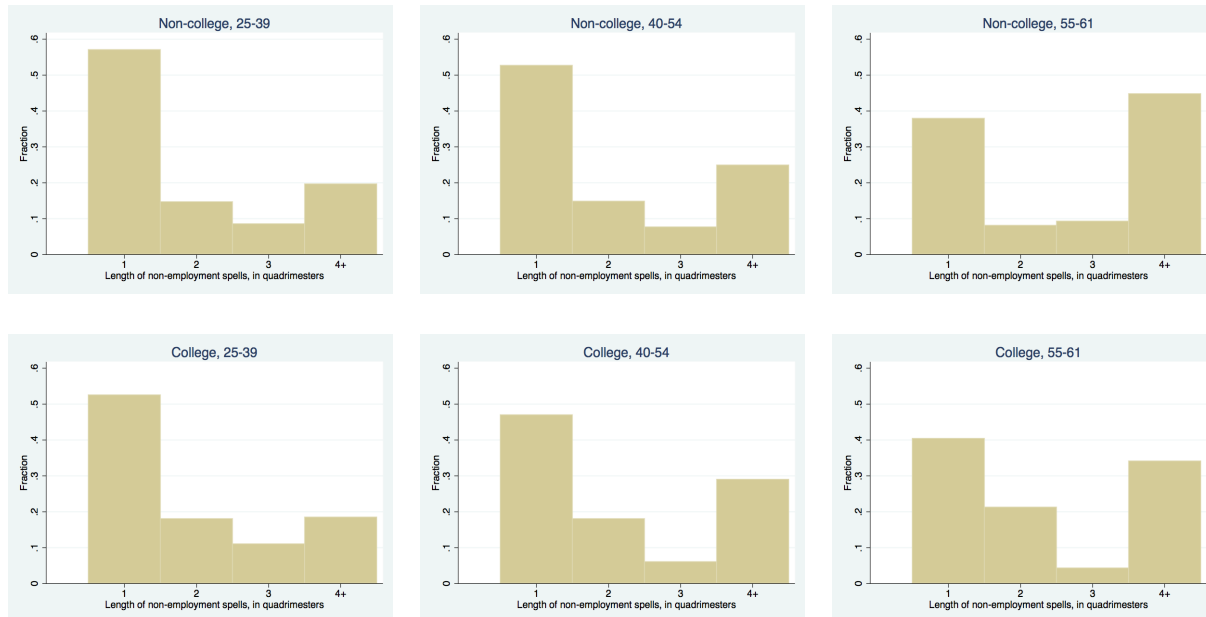 Non-college, 25-39
Fraction
0 .1 .2 .3 .4 .5 .6
1 2 3 4+
Length of non-employment spells, in quadrimesters
Non-college, 40-54
Fraction
0 .1 .2 .3 .4 .5 .6
1 2 3 4+
Length of non-employment spells, in quadrimesters
Non-college, 55-61
Fraction
0 .1 .2 .3 .4 .5 .6
1 2 3 4+
Length of non-employment spells, in quadrimesters
College, 25-39
Fraction
0 .1 .2 .3 .4 .5 .6
1 2 3 4+
Length of non-employment spells, in quadrimesters
College, 40-54
Fraction
0 .1 .2 .3 .4 .5 .6
1 2 3 4+
Length of non-employment spells, in quadrimesters
College, 55-61
Fraction
0 .1 .2 .3 .4 .5 .6
1 2 3 4+
Length of non-employment spells, in quadrimesters